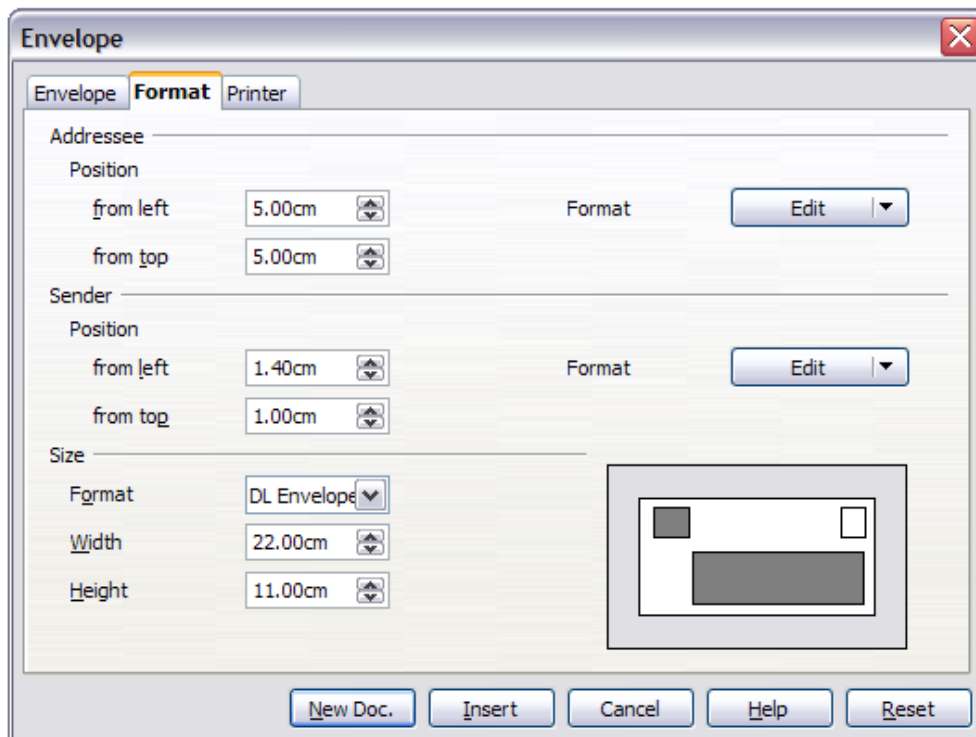 Envelope
Envelope Format Printer
Addressee
Position
from left 5.00cm Format Edit
from top 5.00cm
Sender
Position
from left 1.40cm Format Edit
from top 1.00cm
Size
Format DL Envelope
Width 22.00cm
Height 11.00cm
New Doc. Insert Cancel Help Reset